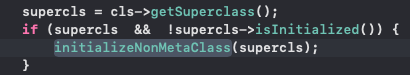 supercls = cls->getSuperclass();
if (supercls && !supercls->isInitialized()) {
initializeNonMetaClass(supercls);
}